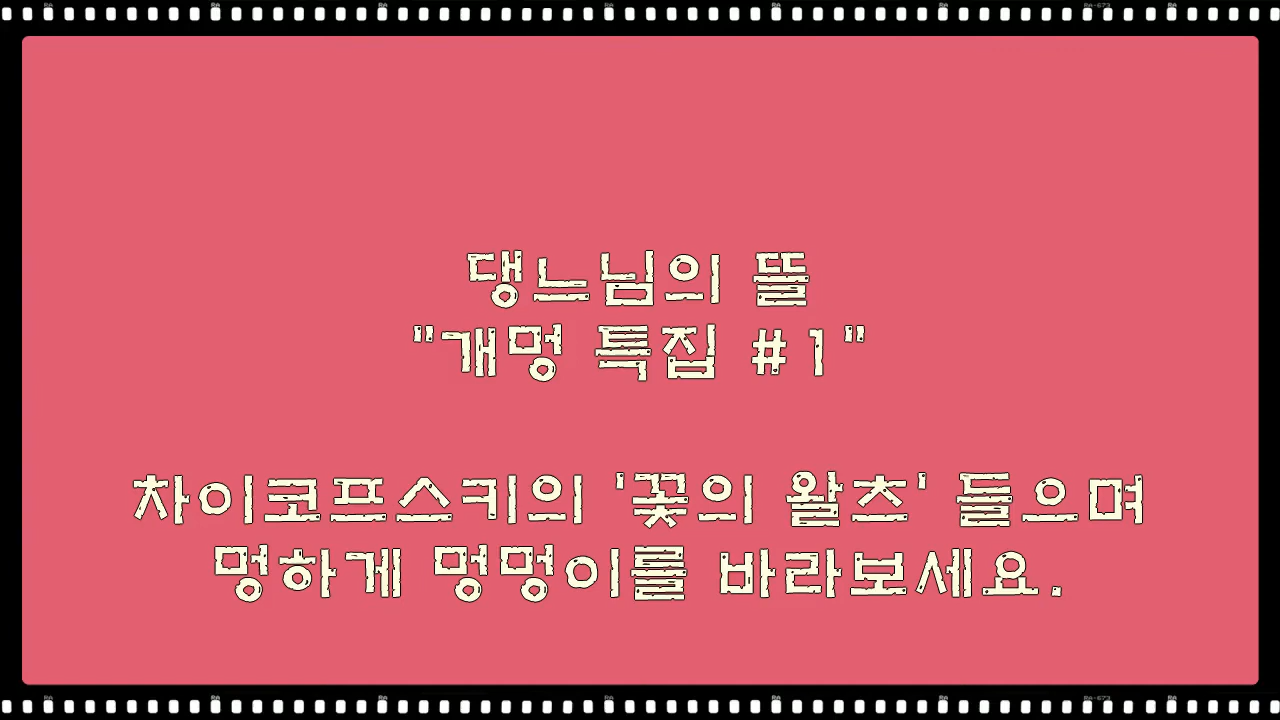 댕느님의 뜰
"개멍 특집 #1"
차이코프스키의 '꽃의 왈츠' 들으며
멍하게 멍멍이를 바라보세요.